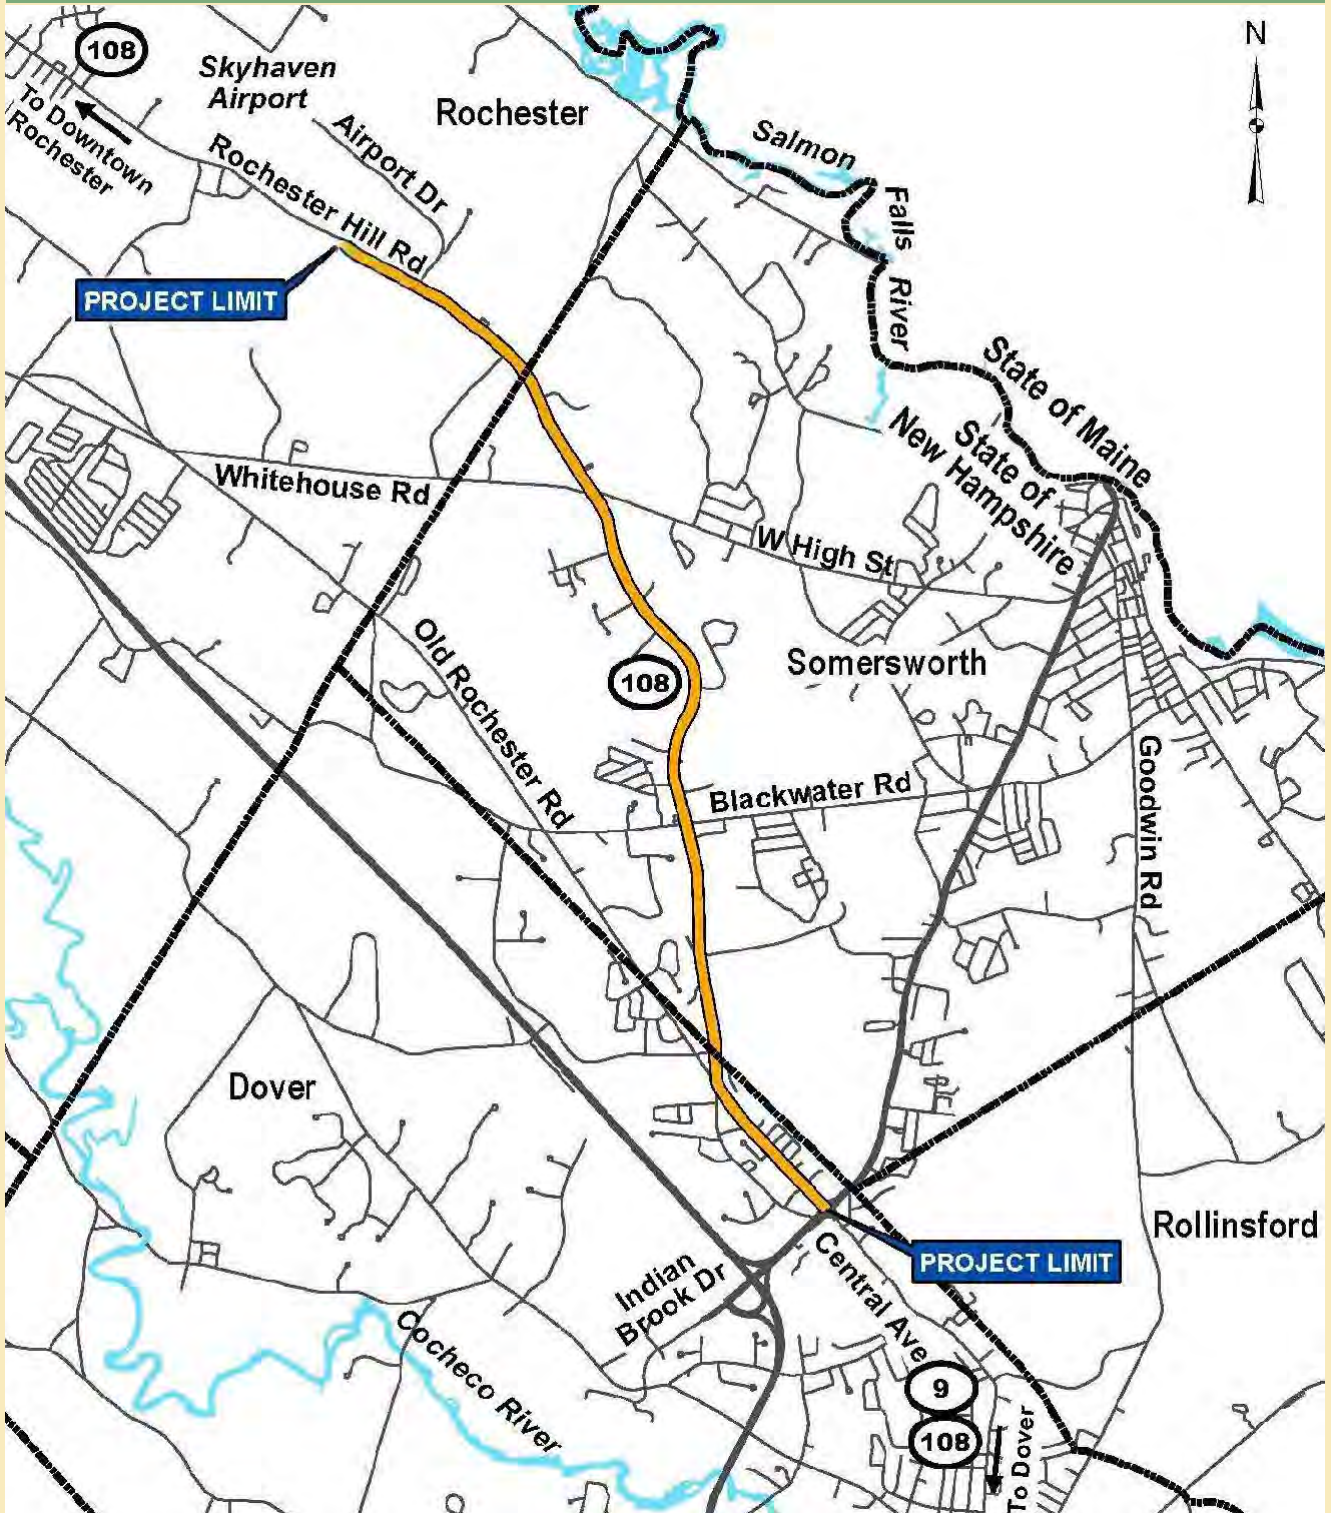 N
108
Skyhaven
Airport
Rochester
Salmon
Falls
River
To Downtown
Rochester
Airport Dr
Rochester Hill Rd
PROJECT LIMIT
State of Maine
State of
New Hampshire
Whitehouse Rd
W High St
Old Rochester Rd
108
Somersworth
Goodwin Rd
Blackwater Rd
Dover
Rollinsford
PROJECT LIMIT
Central Ave
Indian
Brook Dr
Cocheco River
9
108
To Dover